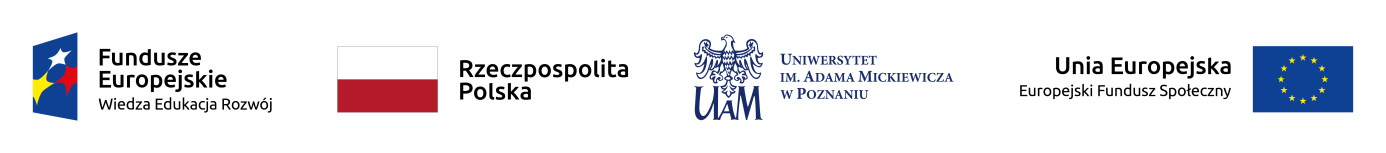 Fundusze
Europejskie
Wiedza Edukacja Rozwój
Rzeczpospolita
Polska
UAM
UNIWERSYTET
IM. ADAMA MICKIEWICZA
W POZNANIU
Unia Europejska
Europejski Fundusz Społeczny